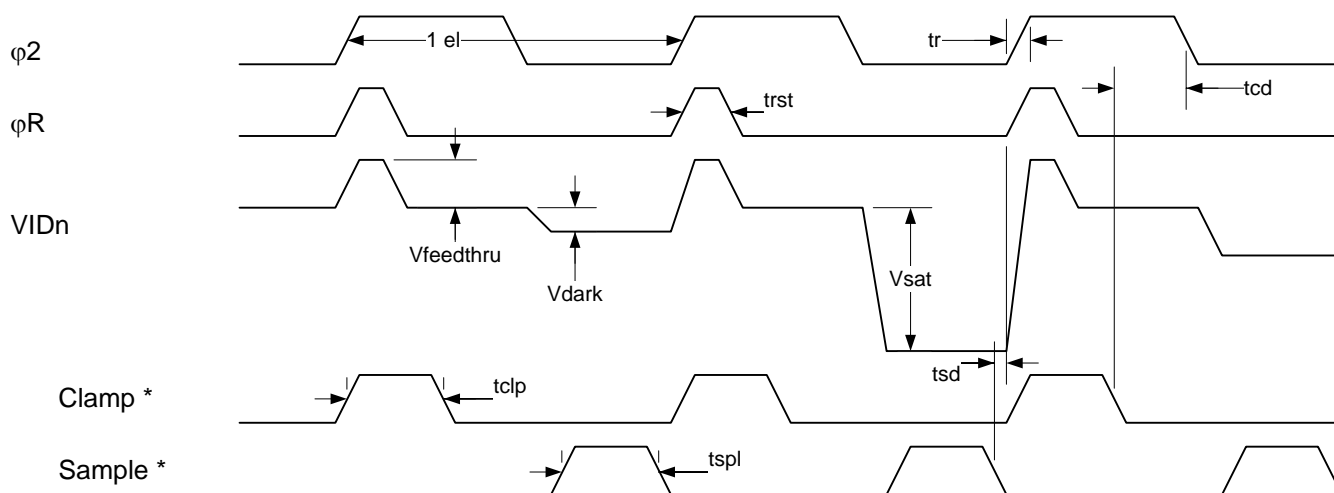 φ2
1 el
tr
tcd
φR
trst
VIDn
Vfeedthru
Vdark
Vsat
tsd
Clamp *
tclp
Sample *
tspl